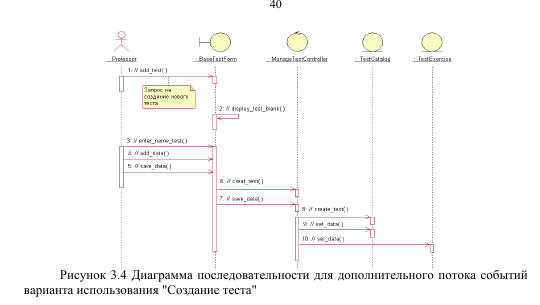 40
: Professor
: BaseTestForm
: ManageTestController
: TestCatalog
: TestExercise
1: // add_test( )
Запрос на
создание нового
теста
2: // display_test_blank( )
3: // enter_name_test( )
4: // add_data( )
5: // save_data( )
6: // creat_test( )
7: // save_data( )
8: // create_test( )
9: // set_data( )
10: // set_data( )
Рисунок 3.4 Диаграмма последовательности для дополнительного потока событий
варианта использования "Создание теста"